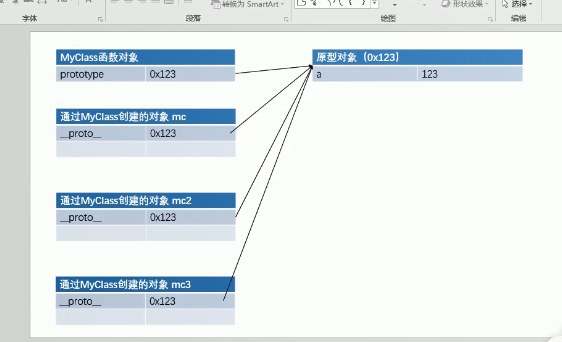 转换为 SmartArt
形状效果
选择
字体
段落
绘图
编辑
MyClass函数对象
prototype 0x123
原型对象（0x123）
a 123
通过MyClass创建的对象 mc
__proto__ 0x123
通过MyClass创建的对象 mc2
__proto__ 0x123
通过MyClass创建的对象 mc3
__proto__ 0x123